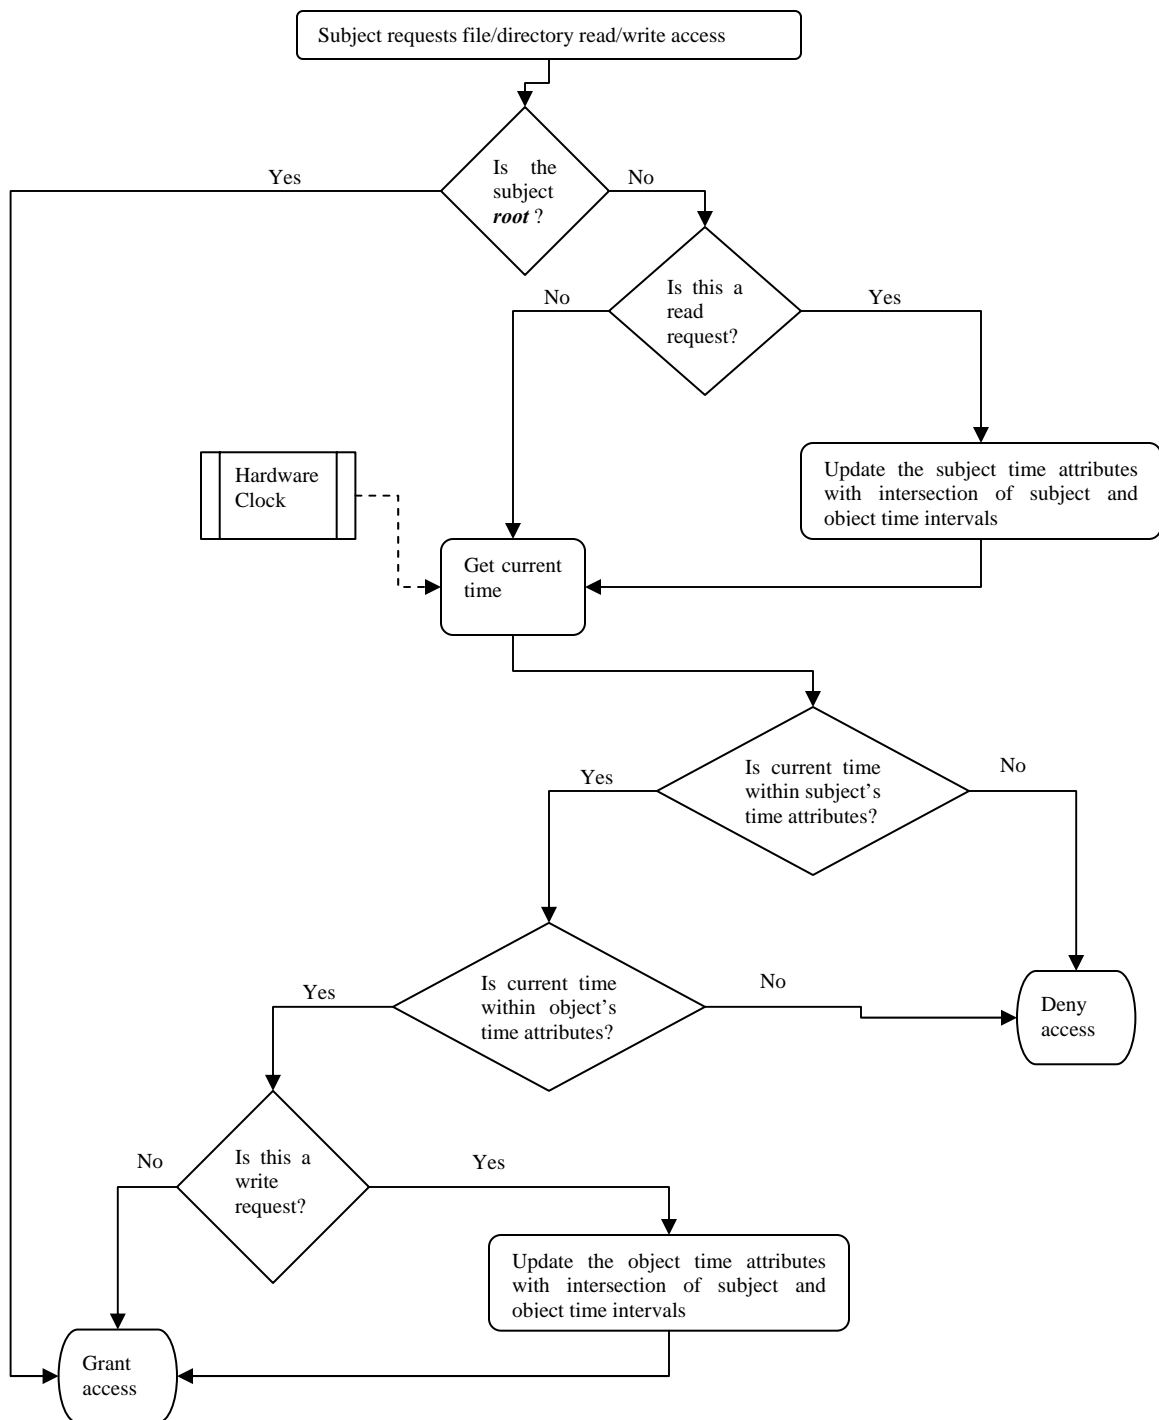 Subject requests file/directory read/write access
Yes
Is the
subject
root ?
No
No
Is this a
read
request?
Yes
Hardware
Clock
Update the subject time attributes
with intersection of subject and
object time intervals
Get current
time
Yes
Is current time
within subject's
time attributes?
No
Yes
Is current time
within object's
time attributes?
No
Deny
access
No
Is this a
write
request?
Yes
Update the object time attributes
with intersection of subject and
object time intervals
Grant
access